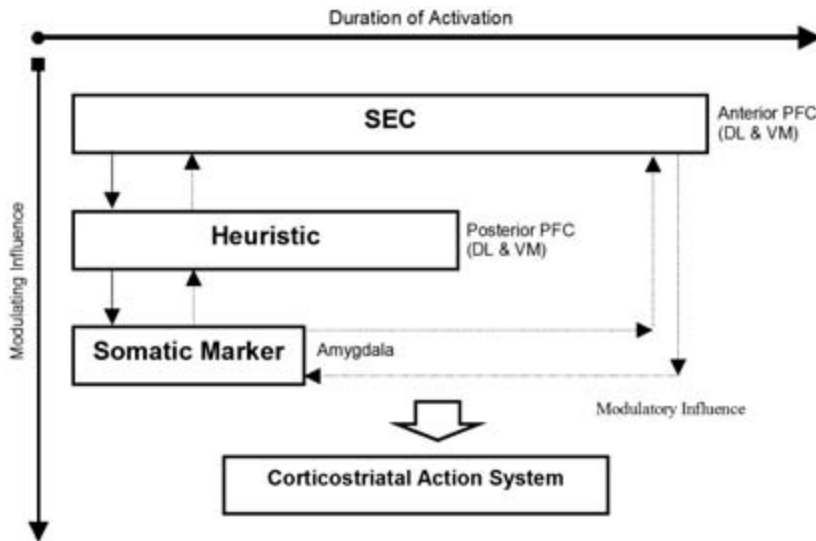 Duration of Activation
SEC
Anterior PFC
(DL & VM)
Modulating Influence
Heuristic
Posterior PFC
(DL & VM)
Somatic Marker
Amygdala
Modulatory Influence
Corticostriatal Action System